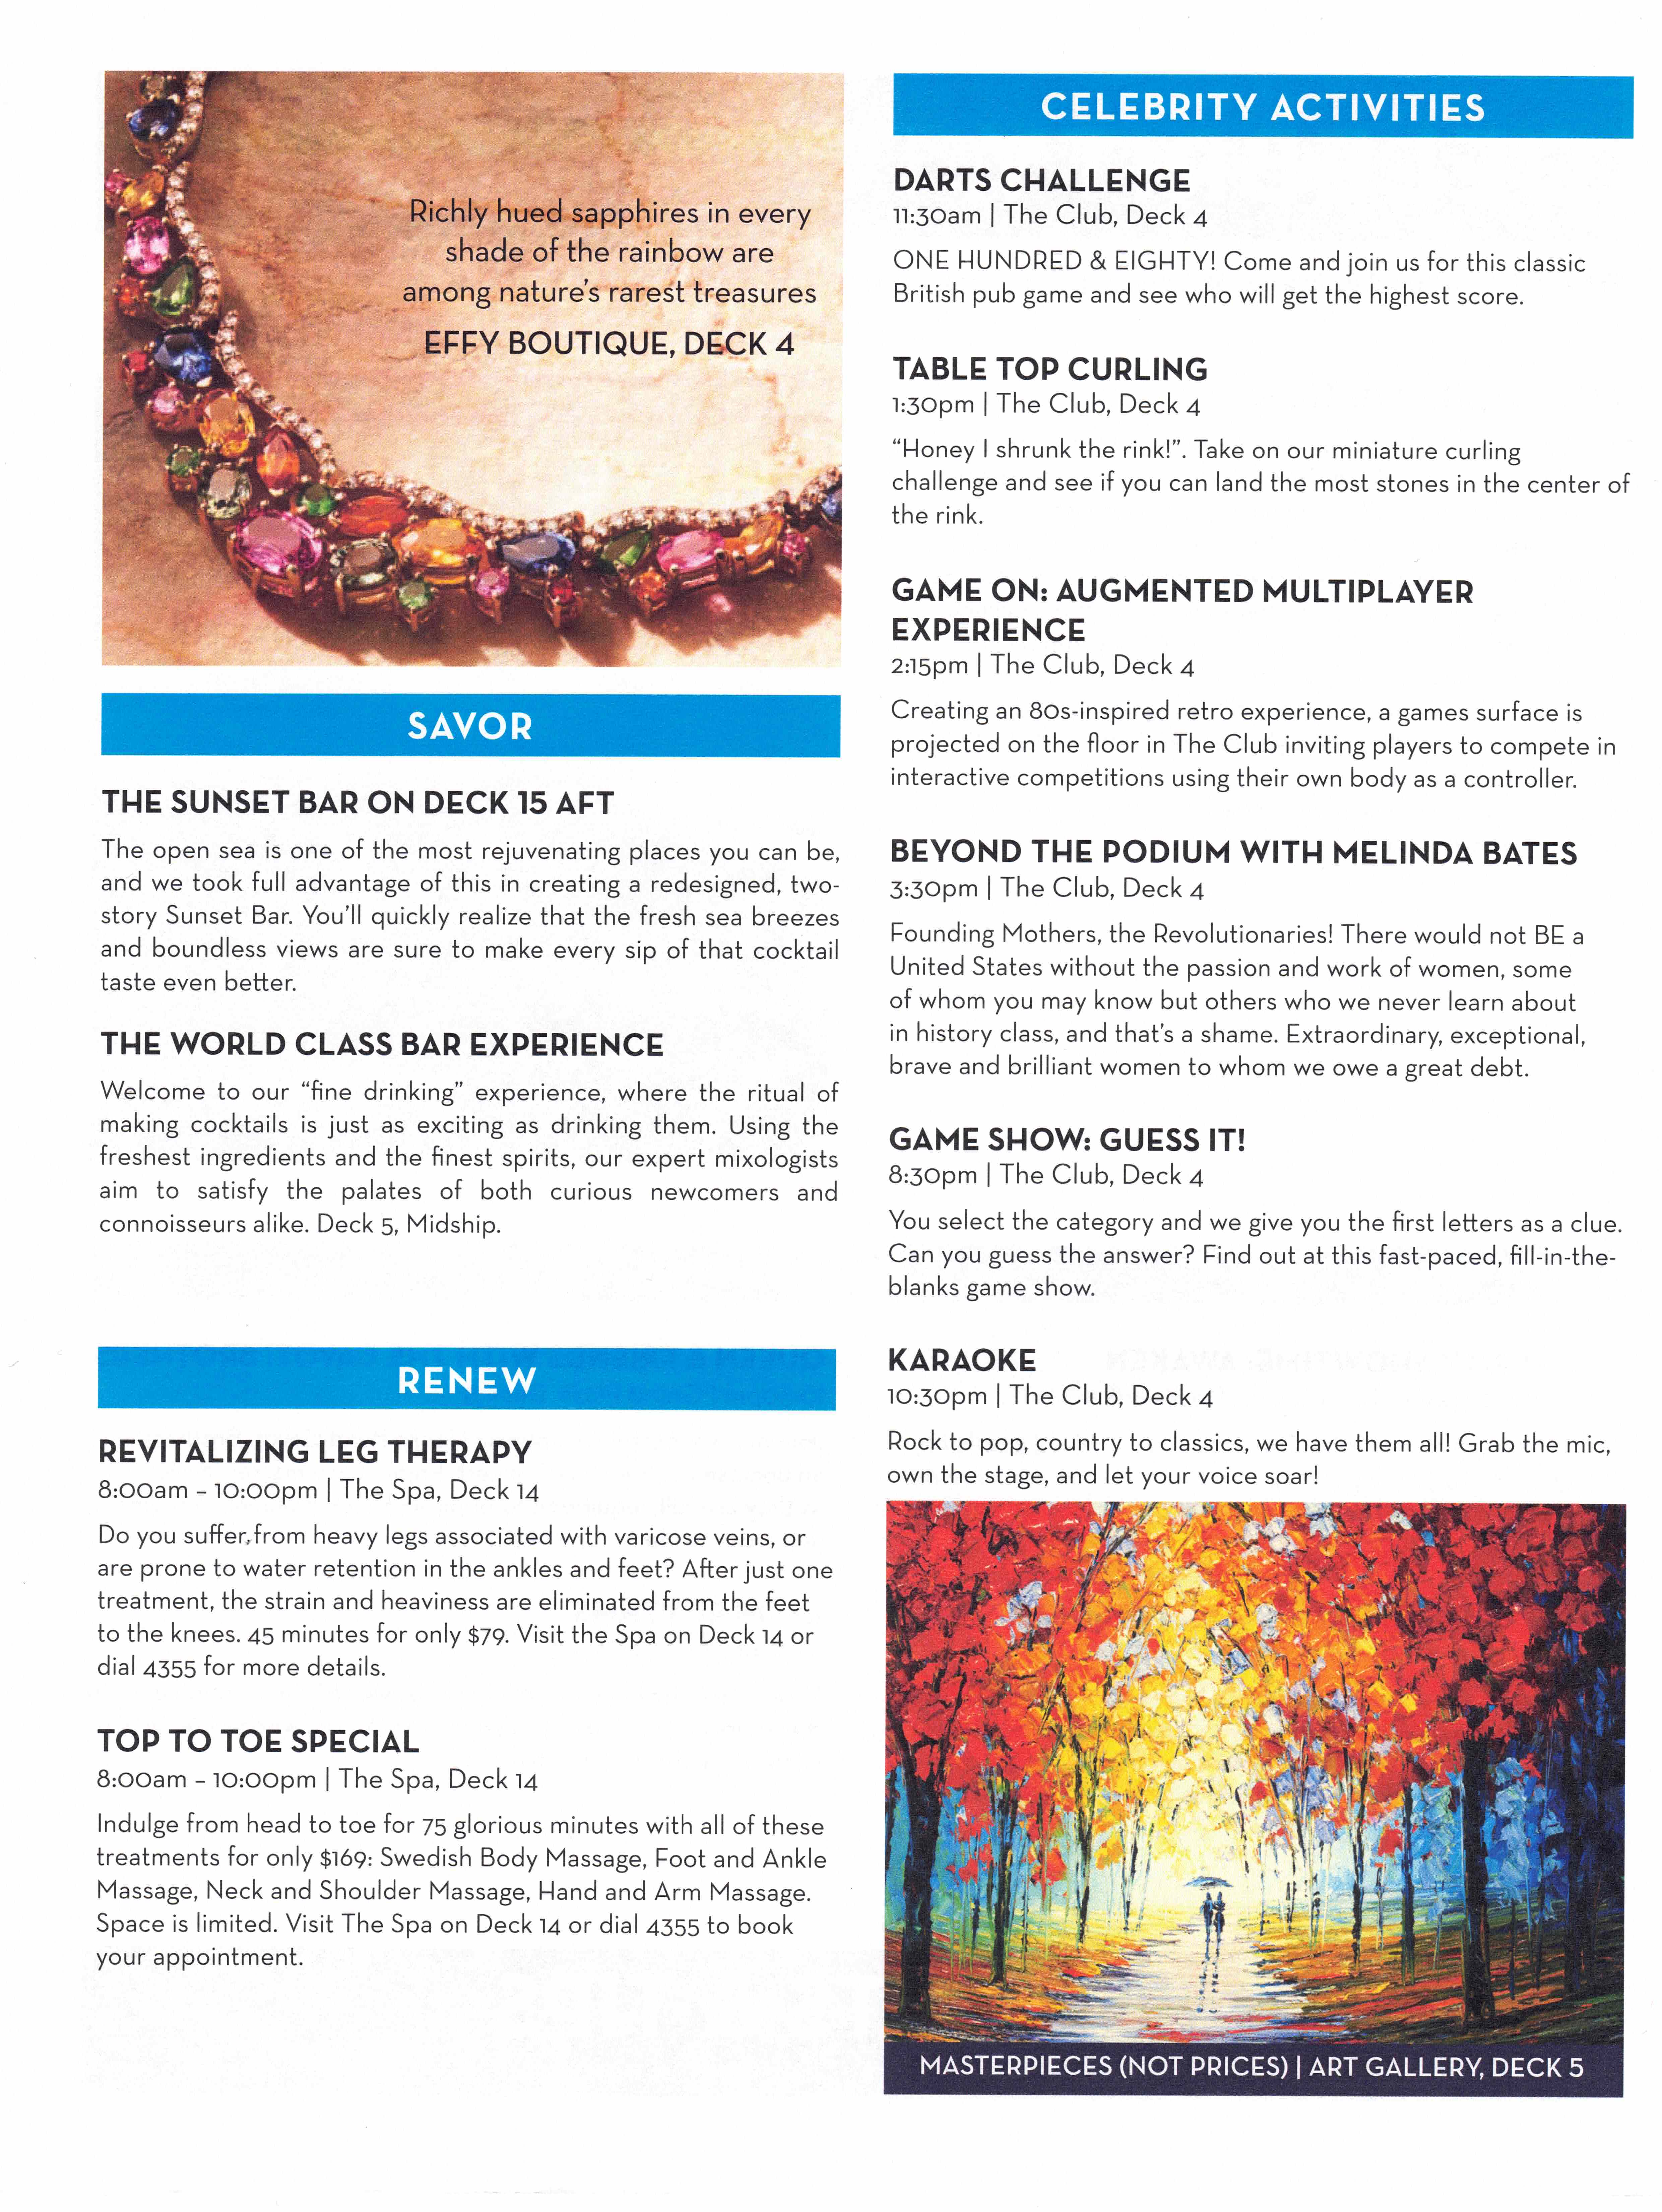 Richly hued sapphires in every
shade of the rainbow are
among nature's rarest treasures
EFFY BOUTIQUE, DECK 4
SAVOR
THE SUNSET BAR ON DECK 15 AFT
The open sea is one of the most rejuvenating places you can be,
and we took full advantage of this in creating a redesigned, two-
story Sunset Bar. You'll quickly realize that the fresh sea breezes
and boundless views are sure to make every sip of that cocktail
taste even better.
THE WORLD CLASS BAR EXPERIENCE
Welcome to our “fine drinking” experience, where the ritual of
making cocktails is just as exciting as drinking them. Using the
freshest ingredients and the finest spirits, our expert mixologists
aim to satisfy the palates of both curious newcomers and
connoisseurs alike. Deck 5, Midship.
RENEW
REVITALIZING LEG THERAPY
8:00am – 10:00pm | The Spa, Deck 14
Do you suffer from heavy legs associated with varicose veins, or
are prone to water retention in the ankles and feet? After just one
treatment, the strain and heaviness are eliminated from the feet
to the knees. 45 minutes for only $79. Visit the Spa on Deck 14 or
dial 4355 for more details.
TOP TO TOE SPECIAL
8:00am – 10:00pm | The Spa, Deck 14
Indulge from head to toe for 75 glorious minutes with all of these
treatments for only $169: Swedish Body Massage, Foot and Ankle
Massage, Neck and Shoulder Massage, Hand and Arm Massage.
Space is limited. Visit The Spa on Deck 14 or dial 4355 to book
your appointment.
CELEBRITY ACTIVITIES
DARTS CHALLENGE
11:30am | The Club, Deck 4
ONE HUNDRED & EIGHTY! Come and join us for this classic
British pub game and see who will get the highest score.
TABLE TOP CURLING
1:30pm | The Club, Deck 4
“Honey I shrunk the rink!”. Take on our miniature curling
challenge and see if you can land the most stones in the center of
the rink.
GAME ON: AUGMENTED MULTIPLAYER
EXPERIENCE
2:15pm | The Club, Deck 4
Creating an 80s-inspired retro experience, a games surface is
projected on the floor in The Club inviting players to compete in
interactive competitions using their own body as a controller.
BEYOND THE PODIUM WITH MELINDA BATES
3:30pm | The Club, Deck 4
Founding Mothers, the Revolutionaries! There would not BE a
United States without the passion and work of women, some
of whom you may know but others who we never learn about
in history class, and that's a shame. Extraordinary, exceptional,
brave and brilliant women to whom we owe a great debt.
GAME SHOW: GUESS IT!
8:30pm | The Club, Deck 4
You select the category and we give you the first letters as a clue.
Can you guess the answer? Find out at this fast-paced, fill-in-the-
blanks game show.
KARAOKE
10:30pm | The Club, Deck 4
Rock to pop, country to classics, we have them all! Grab the mic,
own the stage, and let your voice soar!
MASTERPIECES (NOT PRICES) | ART GALLERY, DECK 5